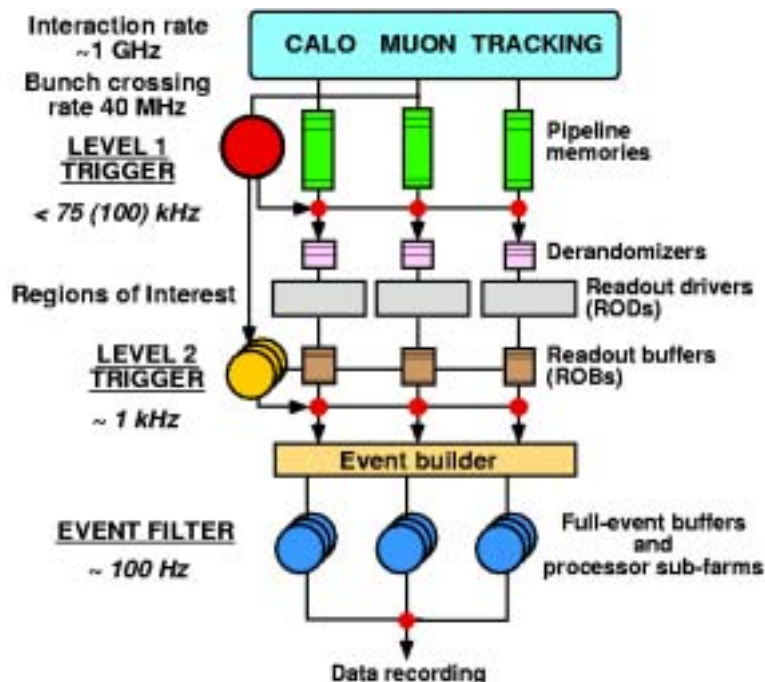 Interaction rate
~1 GHz
CALO MUON TRACKING
Bunch crossing
rate 40 MHz
LEVEL 1
TRIGGER
< 75 (100) kHz
Pipeline
memories
Derandomizers
Regions of Interest
Readout drivers
(RODs)
LEVEL 2
TRIGGER
~ 1 kHz
Readout buffers
(ROBs)
Event builder
EVENT FILTER
~ 100 Hz
Full-event buffers
and
processor sub-farms
Data recording